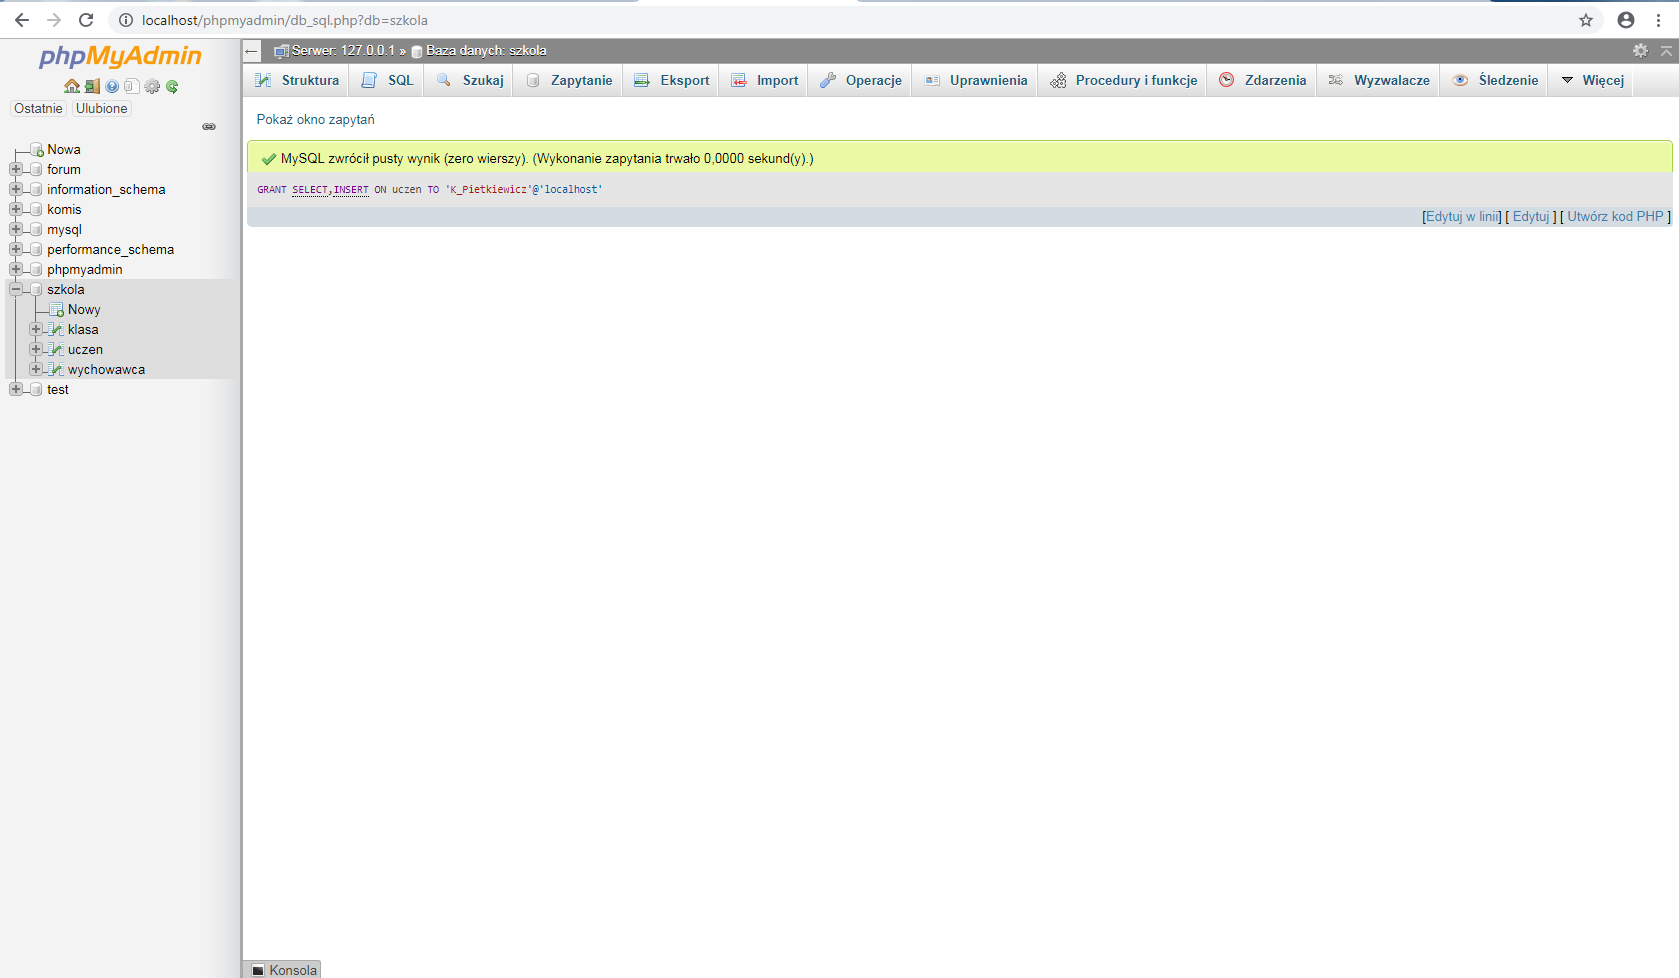 localhost/phpmyadmin/db_sql.php?db=szkola
phpMyAdmin
Ostatnie Ulubione
Nowa
forum
information_schema
komis
mysql
performance_schema
phpmyadmin
szkola
Nowy
klasa
uczen
wychowawca
test
Serwer: 127.0.0.1 » Baza danych: szkola
Struktura SQL Szukaj Zapytanie Eksport Import Operacje Uprawnienia Procedury i funkcje Zdarzenia Wyzwalacze Śledzenie Więcej
Pokaż okno zapytań
MySQL zwrócił pusty wynik (zero wierszy). (Wykonanie zapytania trwało 0,0000 sekund(y).)
GRANT SELECT,INSERT ON uczen TO 'K_Pietkiewicz'@'localhost'
[Edytuj w linii] [ Edytuj ] [ Utwórz kod PHP ]
Konsola